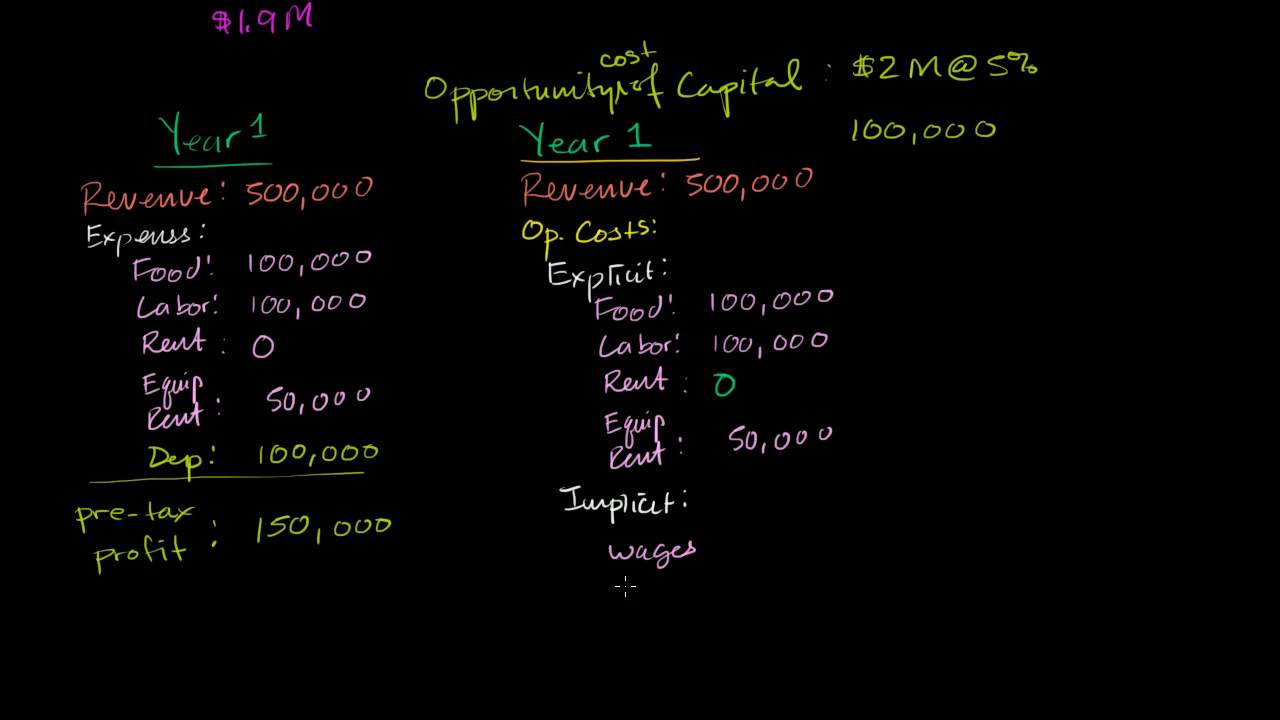 $1.9M
Opportunity cost of Capital: $2M@5%
100,000
Year 1
Revenue: 500,000
Expenss:
Food: 100,000
Labor: 100,000
Rent: 0
Equip
Rent: 50,000
Dep: 100,000
pre-tax
profit: 150,000
Year 1
Revenue: 500,000
Op. Costs:
Explicit:
Food: 100,000
Labor: 100,000
Rent: 0
Equip
Rent: 50,000
Implicit:
wages